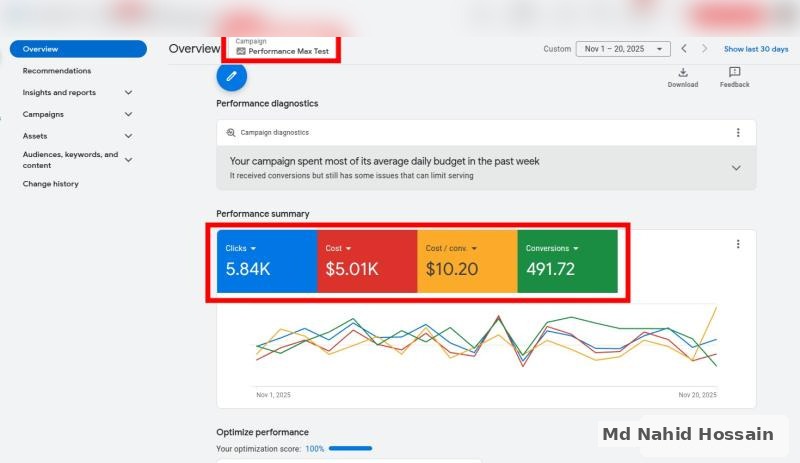 Campaign
Overview
Overview
Performance Max Test
Custom
Nov 1 – 20, 2025
Show last 30 days
Recommendations
Insights and reports
Campaigns
Assets
Audiences, keywords, and
content
Change history
Download
Feedback
Performance diagnostics
Campaign diagnostics
Your campaign spent most of its average daily budget in the past week
It received conversions but still has some issues that can limit serving
Performance summary
Clicks
Cost
Cost / conv.
Conversions
5.84K
$5.01K
$10.20
491.72
Nov 1, 2025
Nov 20, 2025
Optimize performance
Your optimization score: 100%
Md Nahid Hossain